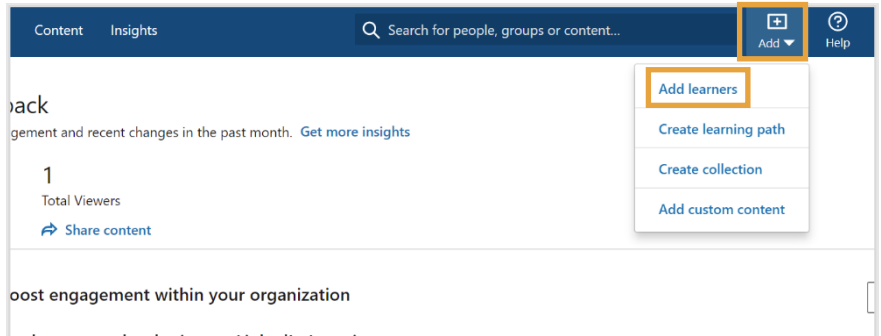 Content Insights Search for people, groups or content... Add Help
Add learners
back
gement and recent changes in the past month. Get more insights
Create learning path
1
Create collection
Total Viewers
Add custom content
Share content
oost engagement within your organization